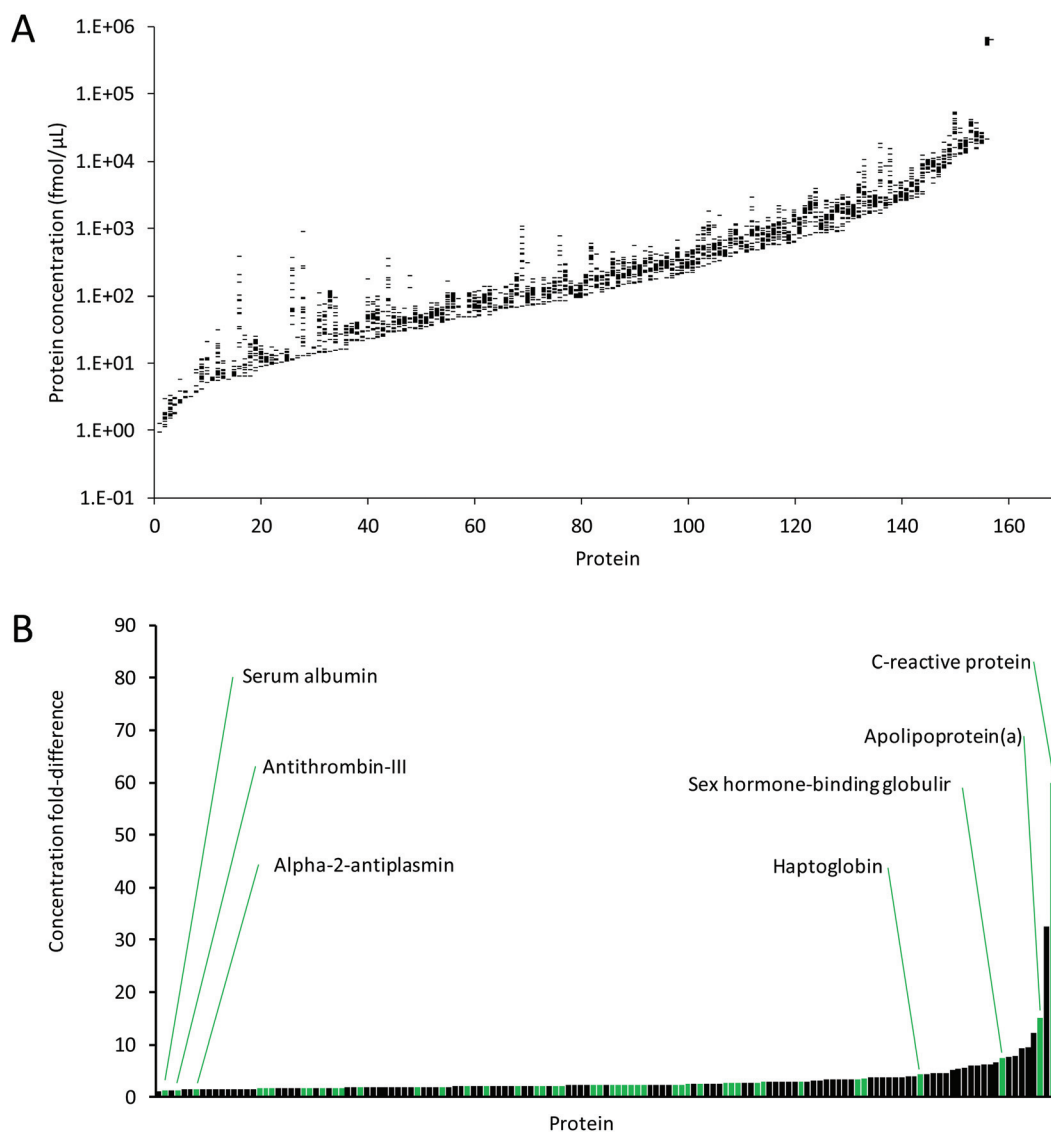 A
1.E+06
1.E+05
1.E+04
1.E+03
1.E+02
1.E+01
1.E+00
1.E-01
Protein concentration (fmol/µL)
0 20 40 60 80 100 120 140 160
Protein
B
90
80
70
60
50
40
30
20
10
0
Concentration fold-difference
Serum albumin
Antithrombin-III
Alpha-2-antiplasmin
C-reactive protein
Apolipoprotein(a)
Sex hormone-binding globulir
Haptoglobin
Protein